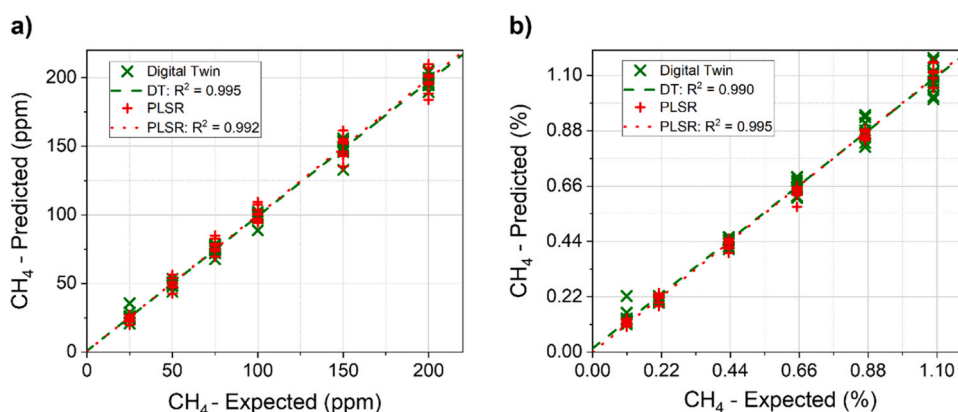 a)
CH4 - Predicted (ppm)
200
150
100
50
0
Digital Twin
DT: R² = 0.995
PLSR
PLSR: R² = 0.992
0 50 100 150 200
CH4 - Expected (ppm)
b)
CH4 - Predicted (%)
1.10
0.88
0.66
0.44
0.22
0.00
Digital Twin
DT: R² = 0.990
PLSR
PLSR: R² = 0.995
0.00 0.22 0.44 0.66 0.88 1.10
CH4 - Expected (%)